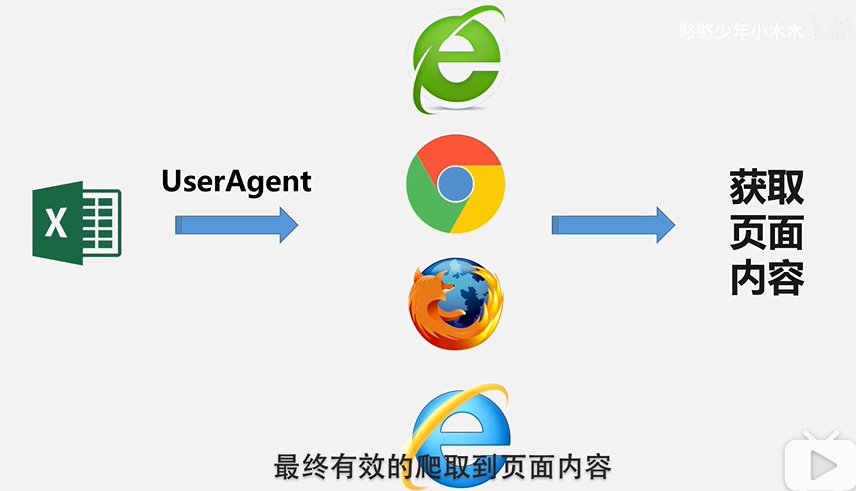 憨憨少年小木木
UserAgent
X
获取
页面
内容
最终有效的爬取到页面内容